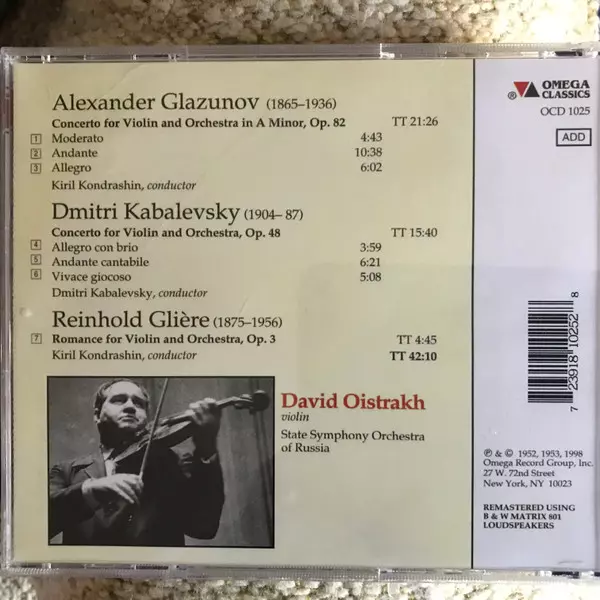 Alexander Glazunov (1865–1936)
Concerto for Violin and Orchestra in A Minor, Op. 82 TT 21:26
1 Moderato 4:43
2 Andante 10:38
3 Allegro 6:02
Kiril Kondrashin, conductor
Dmitri Kabalevsky (1904– 87)
Concerto for Violin and Orchestra, Op. 48 TT 15:40
4 Allegro con brio 3:59
5 Andante cantabile 6:21
6 Vivace giocoso 5:08
Dmitri Kabalevsky, conductor
Reinhold Glière (1875–1956)
7 Romance for Violin and Orchestra, Op. 3 TT 4:45
Kiril Kondrashin, conductor TT 42:10
David Oistrakh
violin
State Symphony Orchestra
of Russia
® OMEGA
CLASSICS
OCD 1025
ADD
7 23918 10252 8
℗ & © 1952, 1953, 1998
Omega Record Group, Inc.
27 W. 72nd Street
New York, NY 10023
REMASTERED USING
B & W MATRIX 801
LOUDSPEAKERS